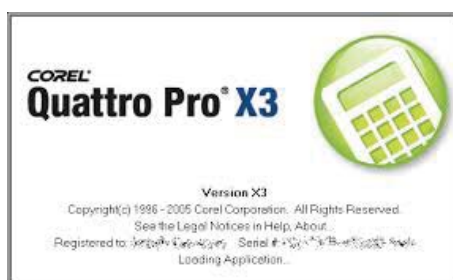 COREL®
Quattro Pro® X3
Version X3
Copyright(c) 1996 - 2005 Corel Corporation. All Rights Reserved.
See the Legal Notices in Help, About...
Registered to: Serial #:
Loading Application...